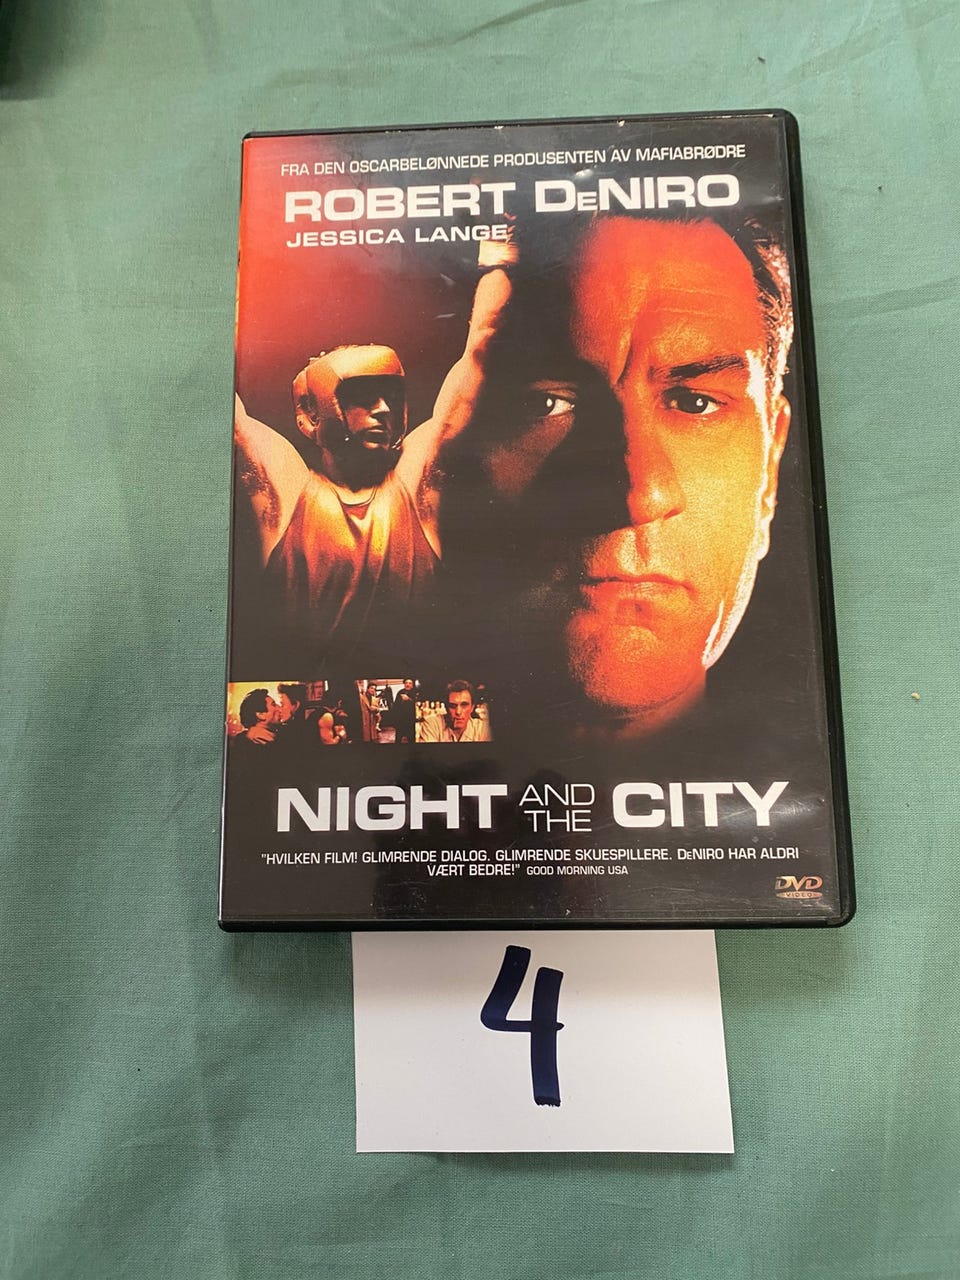 FRA DEN OSCARBELØNNEDE PRODUSENTEN AV MAFIABRØDRE
ROBERT DeNIRO
JESSICA LANGE
NIGHT AND THE CITY
"HVILKEN FILM! GLIMRENDE DIALOG. GLIMRENDE SKUESPILLERE. DeNIRO HAR ALDRI
VÆRT BEDRE!" GOOD MORNING USA
DVD
VIDEO
4